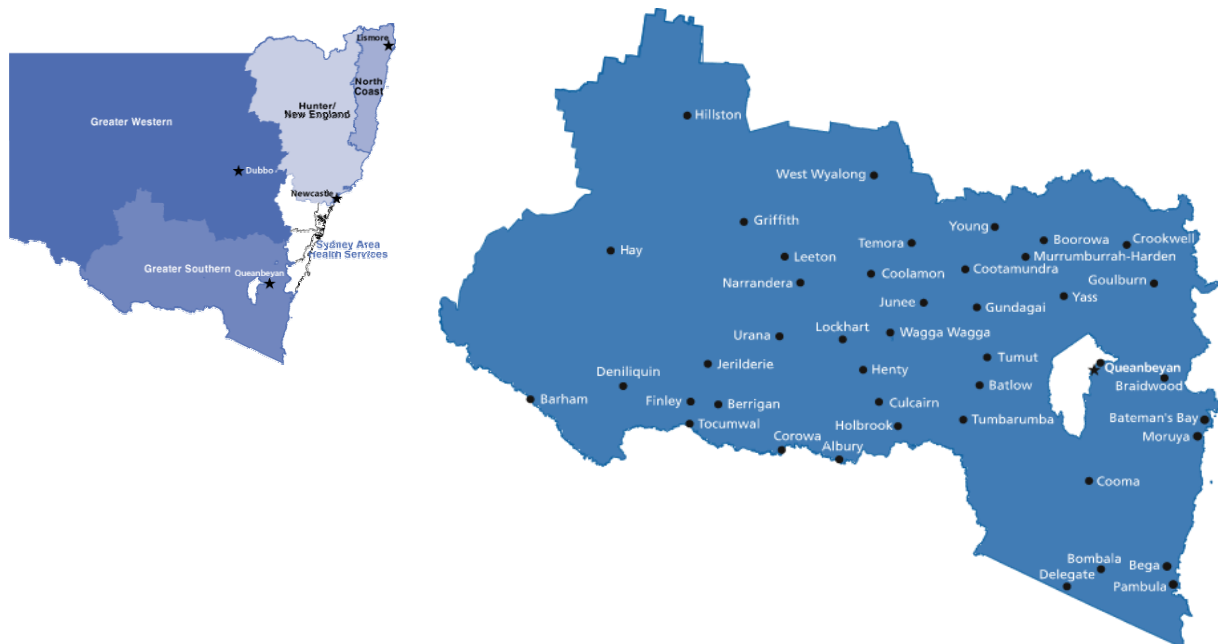 Lismore
North
Coast
Hunter/
New England
Greater Western
Dubbo
Newcastle
Sydney Area
Health Services
Greater Southern
Queanbeyan
Hillston
West Wyalong
Griffith
Young
Hay
Temora
Boorowa
Crookwell
Leeton
Murrumburrah-Harden
Coolamon
Cootamundra
Narrandera
Goulburn
Junee
Gundagai
Yass
Urana
Lockhart
Wagga Wagga
Jerilderie
Tumut
Henty
Queanbeyan
Deniliquin
Batlow
Braidwood
Barham
Finley
Berrigan
Culcairn
Tocumwal
Holbrook
Tumbarumba
Bateman's Bay
Corowa
Albury
Moruya
Cooma
Bombala
Bega
Delegate
Pambula